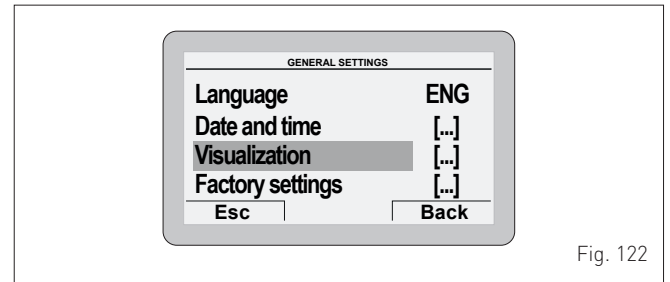 GENERAL SETTINGS
Language ENG
Date and time [...]
Visualization [...]
Factory settings [...]
Esc Back
Fig. 122